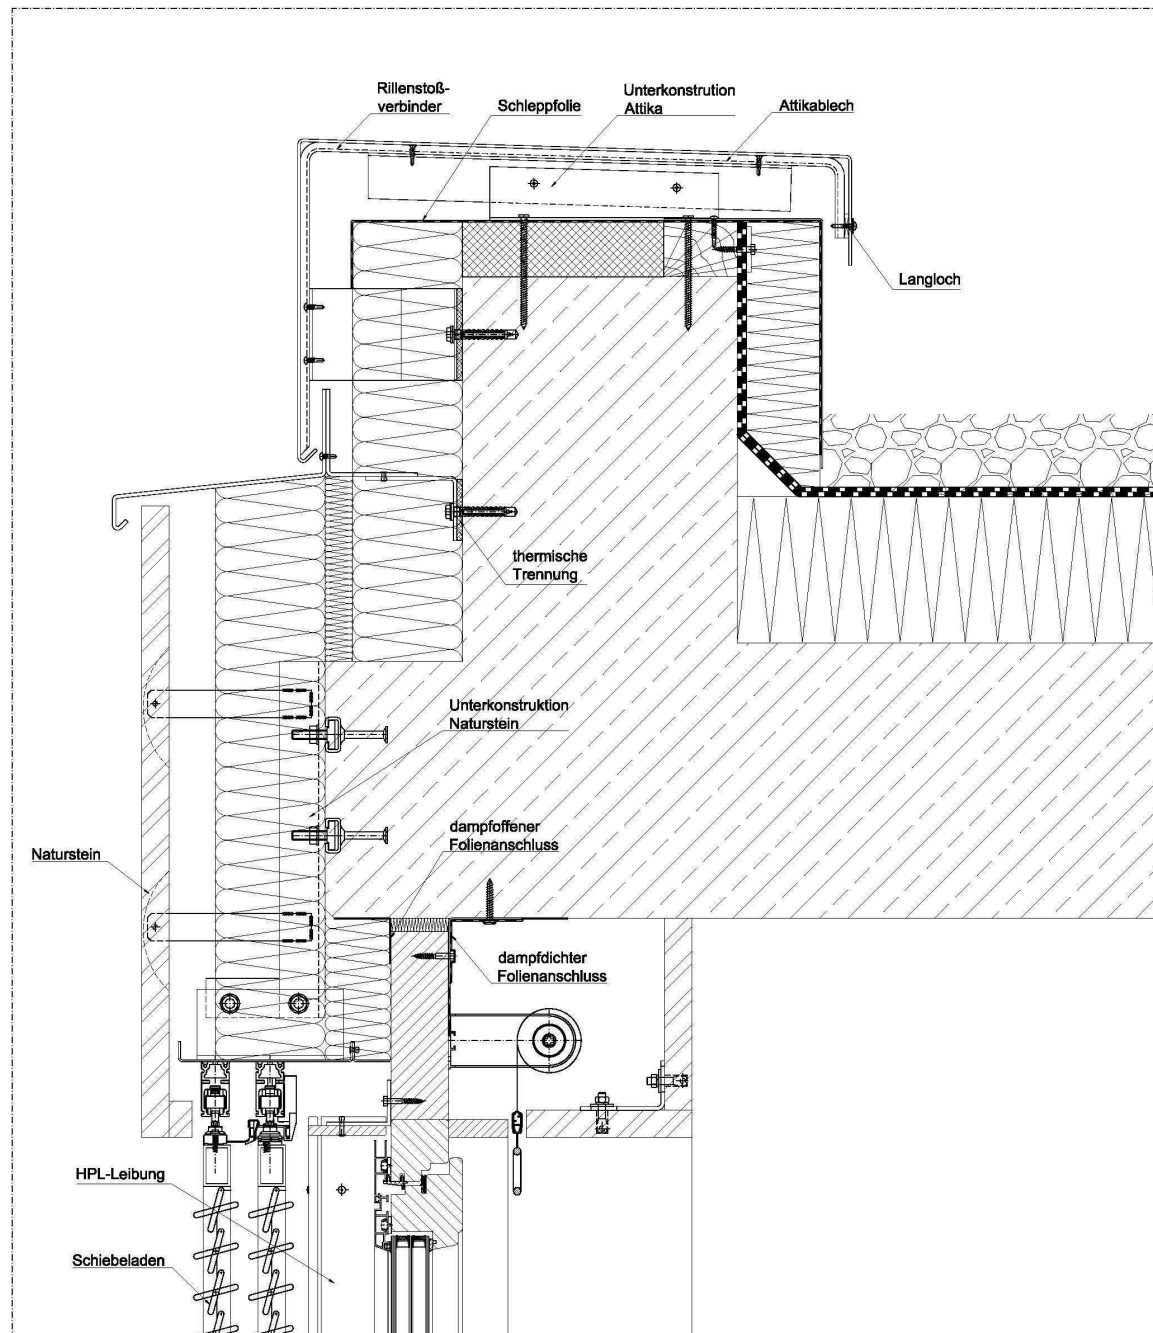 Rillenstoß-
verbinder
Schleppfolie
Unterkonstrution
Attika
Attikablech
Langloch
thermische
Trennung
Unterkonstruktion
Naturstein
dampfoffener
Folienanschluss
Naturstein
dampfdichter
Folienanschluss
HPL-Leibung
Schiebeladen